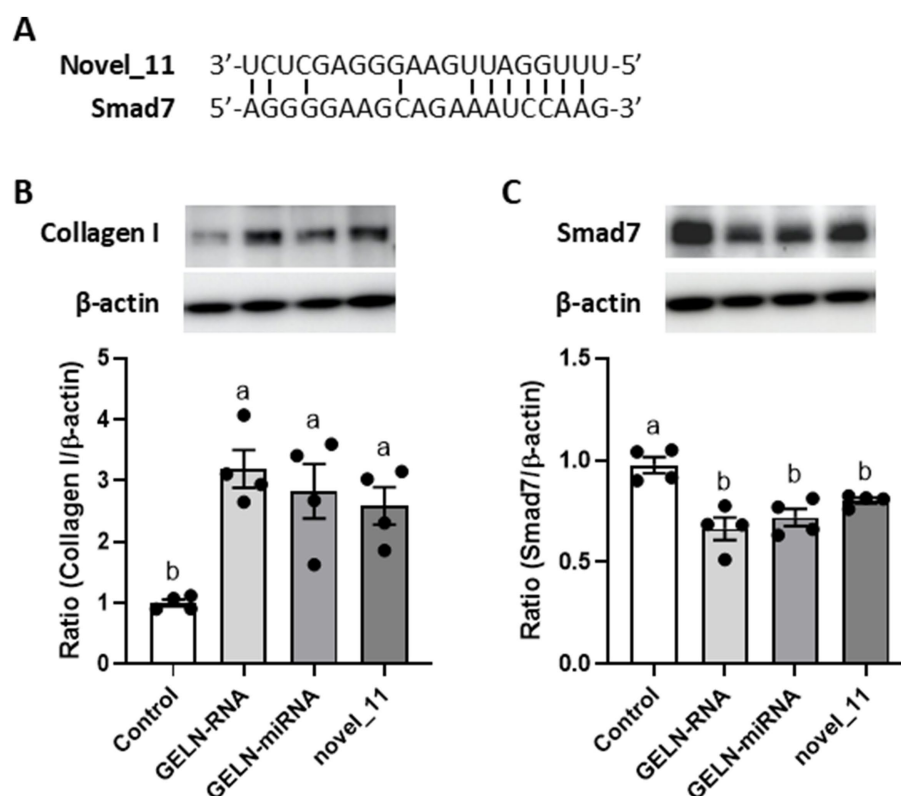 A
Novel_11 3’-UCUCGAGGGAAGUUAGGUUU-5’
Smad7 5’-AGGGGAAGCAGAAAUCCAAG-3’
B
Collagen I
β-actin
Ratio (Collagen I/β-actin)
5
4
3
2
1
0
b
a
a
a
Control
GELN-RNA
GELN-miRNA
novel_11
C
Smad7
β-actin
Ratio (Smad7/β-actin)
1.5
1.0
0.5
0.0
a
b
b
b
Control
GELN-RNA
GELN-miRNA
novel_11